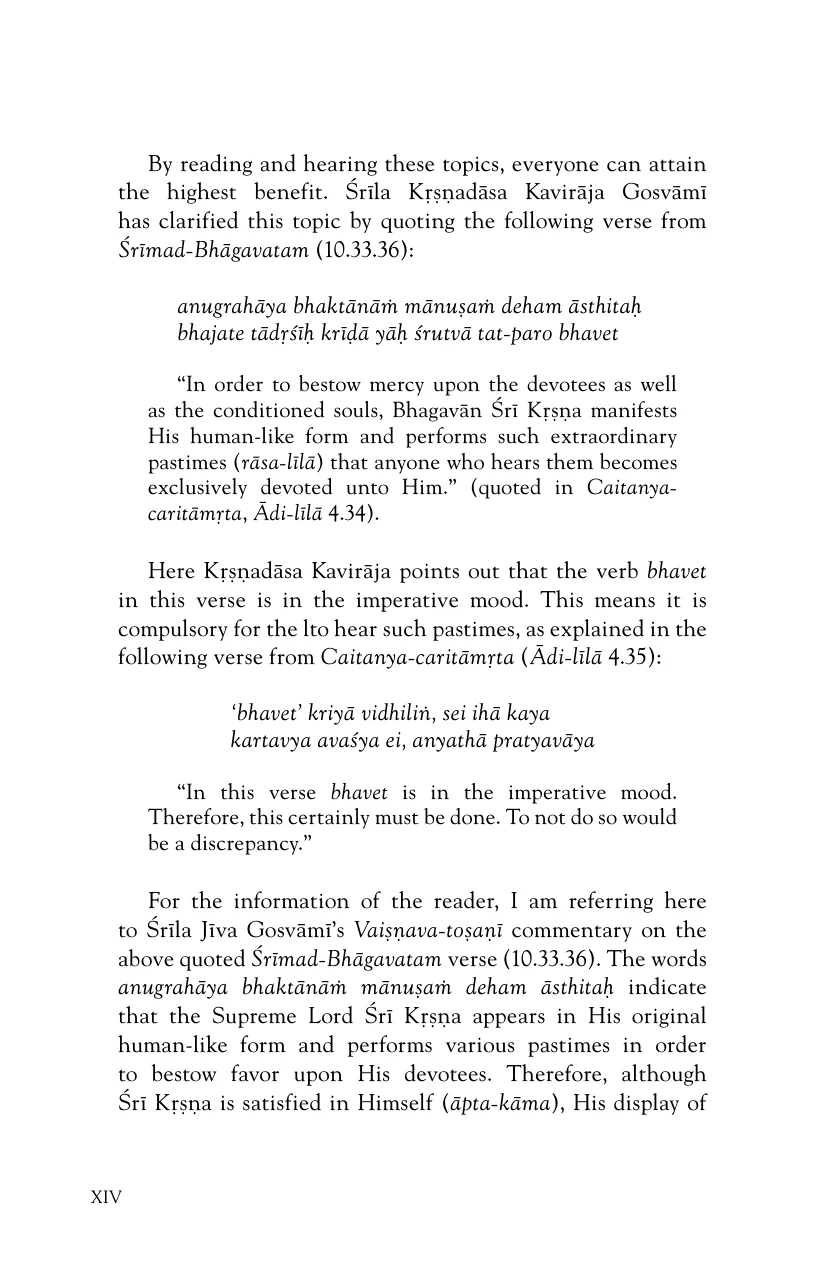 By reading and hearing these topics, everyone can attain
the highest benefit. Śrīla Kṛṣṇadāsa Kavirāja Gosvāmī
has clarified this topic by quoting the following verse from
Śrīmad-Bhāgavatam (10.33.36):
anugrahāya bhaktānāṁ mānuṣaṁ deham āsthitaḥ
bhajate tādṛśīḥ krīḍā yāḥ śrutvā tat-paro bhavet
“In order to bestow mercy upon the devotees as well
as the conditioned souls, Bhagavān Śrī Kṛṣṇa manifests
His human-like form and performs such extraordinary
pastimes (rāsa-līlā) that anyone who hears them becomes
exclusively devoted unto Him.” (quoted in Caitanya-
caritāmṛta, Ādi-līlā 4.34).
Here Kṛṣṇadāsa Kavirāja points out that the verb bhavet
in this verse is in the imperative mood. This means it is
compulsory for the lto hear such pastimes, as explained in the
following verse from Caitanya-caritāmṛta (Ādi-līlā 4.35):
‘bhavet’ kriyā vidhiliṅ, sei ihā kaya
kartavya avaśya ei, anyathā pratyavāya
“In this verse bhavet is in the imperative mood.
Therefore, this certainly must be done. To not do so would
be a discrepancy.”
For the information of the reader, I am referring here
to Śrīla Jīva Gosvāmī’s Vaiṣṇava-toṣaṇī commentary on the
above quoted Śrīmad-Bhāgavatam verse (10.33.36). The words
anugrahāya bhaktānāṁ mānuṣaṁ deham āsthitaḥ indicate
that the Supreme Lord Śrī Kṛṣṇa appears in His original
human-like form and performs various pastimes in order
to bestow favor upon His devotees. Therefore, although
Śrī Kṛṣṇa is satisfied in Himself (āpta-kāma), His display of
XIV